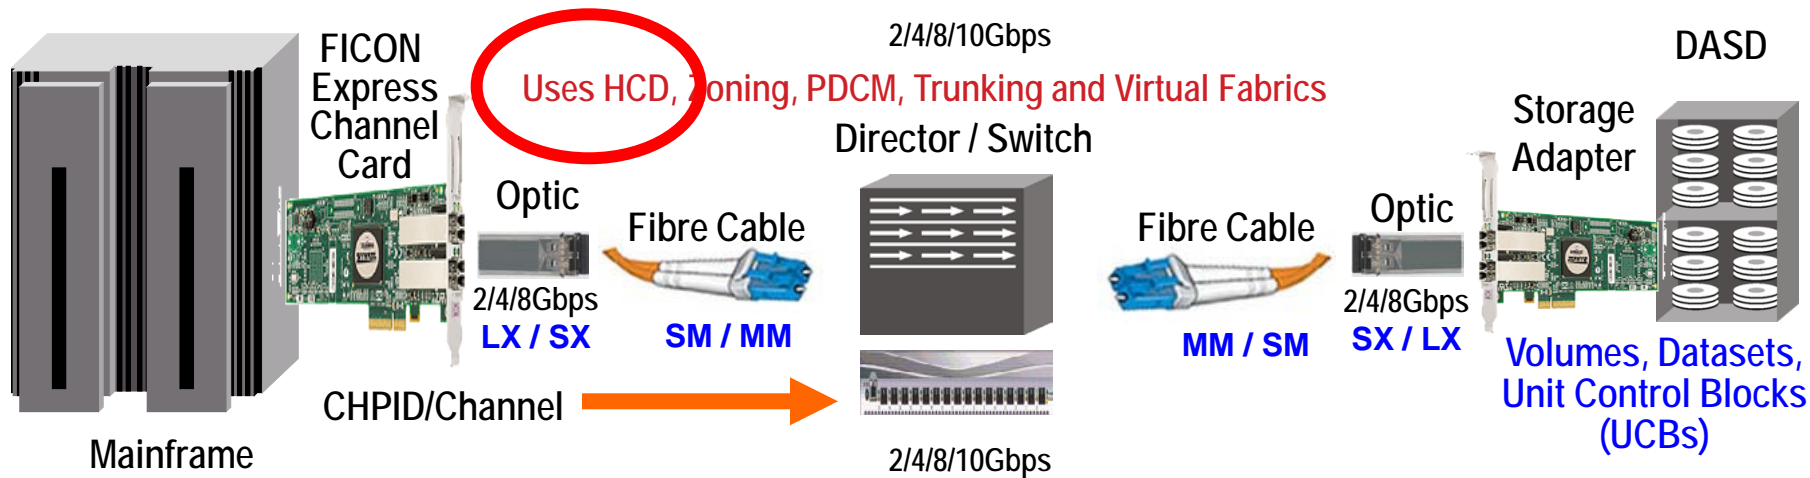 FICON
Express
Channel
Card
2/4/8/10Gbps
Uses HCD, Zoning, PDCM, Trunking and Virtual Fabrics
Director / Switch
DASD
Storage
Adapter
Optic
2/4/8Gbps
LX / SX
Fibre Cable
SM / MM
Fibre Cable
MM / SM
Optic
2/4/8Gbps
SX / LX
Volumes, Datasets,
Unit Control Blocks
(UCBs)
CHPID/Channel
Mainframe
2/4/8/10Gbps